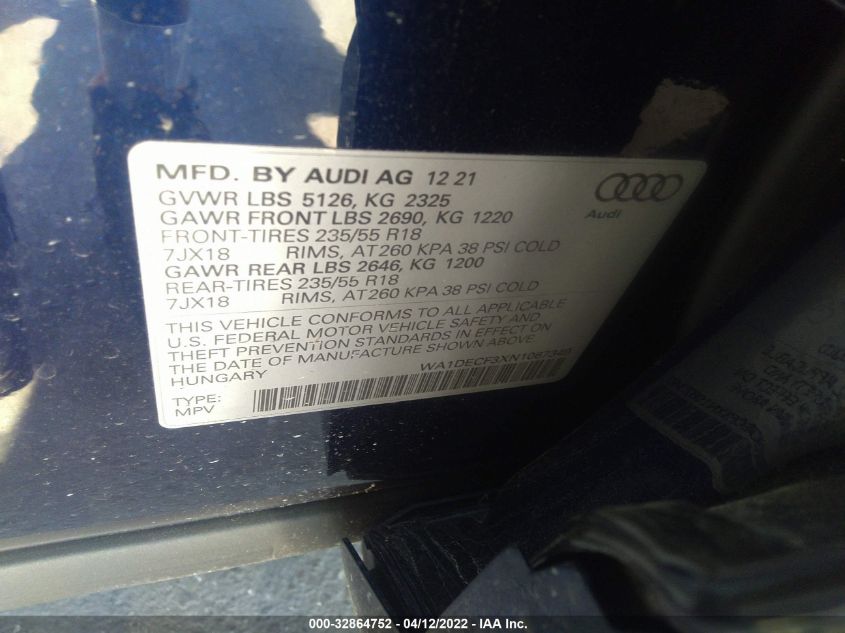 MFD. BY AUDI AG 12 21
GVWR LBS 5126, KG 2325
GAWR FRONT LBS 2690, KG 1220
FRONT-TIRES 235/55 R18
7JX18 RIMS, AT260 KPA 38 PSI COLD
GAWR REAR LBS 2646, KG 1200
REAR-TIRES 235/55 R18
7JX18 RIMS, AT260 KPA 38 PSI COLD
Audi
THIS VEHICLE CONFORMS TO ALL APPLICABLE
U.S. FEDERAL MOTOR VEHICLE SAFETY AND
THEFT PREVENTION STANDARDS IN EFFECT ON
THE DATE OF MANUFACTURE SHOWN ABOVE
HUNGARY
TYPE:
MPV
000-32864752 - 04/12/2022 - IAA Inc.